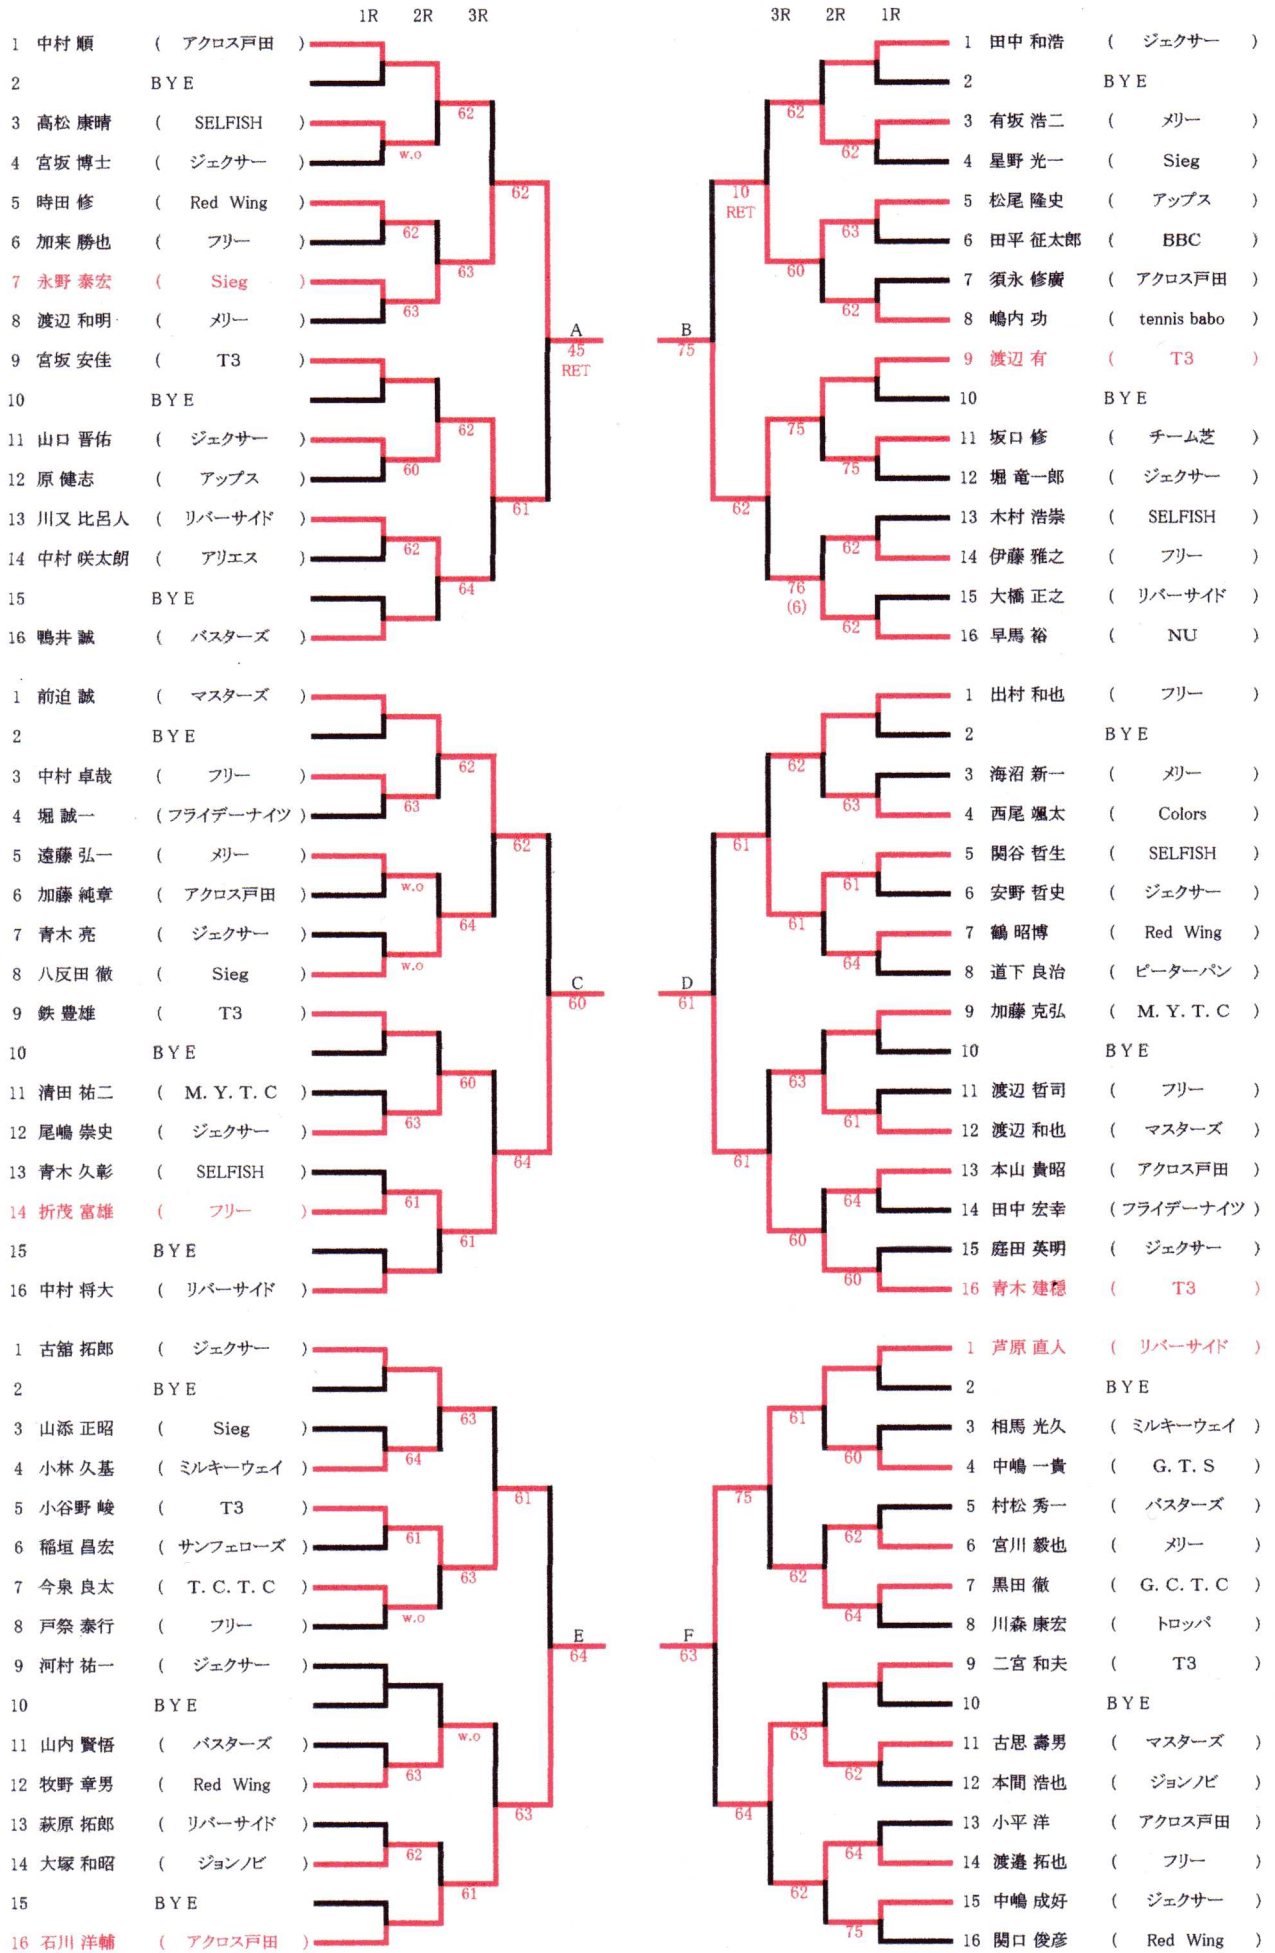 1R 2R 3R
1 中村 順 ( アクロス戸田 )
2 BYE
3 高松 康晴 ( SELFISH )
4 宮坂 博士 ( ジェクサー )
5 時田 修 ( Red Wing )
6 加来 勝也 ( フリー )
7 永野 泰宏 ( Sieg )
8 渡辺 和明 ( メリー )
9 宮坂 安佳 ( T3 )
10 BYE
11 山口 晋佑 ( ジェクサー )
12 原 健志 ( アップス )
13 川又 比呂人 ( リバーサイド )
14 中村 咲太朗 ( アリエス )
15 BYE
16 鴨井 誠 ( バスターズ )
w.o
62
63
60
62
62
63
62
64
62
61
A
45
RET
3R 2R 1R
1 田中 和浩 ( ジェクサー )
2 BYE
3 有坂 浩二 ( メリー )
4 星野 光一 ( Sieg )
5 松尾 隆史 ( アップス )
6 田平 征太郎 ( BBC )
7 須永 修廣 ( アクロス戸田 )
8 嶋内 功 ( tennis babo )
9 渡辺 有 ( T3 )
10 BYE
11 坂口 修 ( チーム芝 )
12 堀 竜一郎 ( ジェクサー )
13 木村 浩崇 ( SELFISH )
14 伊藤 雅之 ( フリー )
15 大橋 正之 ( リバーサイド )
16 早馬 裕 ( NU )
62
63
62
75
62
62
62
60
75
76
(6)
10
RET
62
B
75
1 前迫 誠 ( マスターズ )
2 BYE
3 中村 卓哉 ( フリー )
4 堀 誠一 ( フライデーナイツ )
5 遠藤 弘一 ( メリー )
6 加藤 純章 ( アクロス戸田 )
7 青木 亮 ( ジェクサー )
8 八反田 徹 ( Sieg )
9 鉄 豊雄 ( T3 )
10 BYE
11 清田 祐二 ( M. Y. T. C )
12 尾嶋 崇史 ( ジェクサー )
13 青木 久彰 ( SELFISH )
14 折茂 富雄 ( フリー )
15 BYE
16 中村 将大 ( リバーサイド )
63
w.o
w.o
63
61
62
64
60
61
62
64
C
60
1 出村 和也 ( フリー )
2 BYE
3 海沼 新一 ( メリー )
4 西尾 颯太 ( Colors )
5 関谷 哲生 ( SELFISH )
6 安野 哲史 ( ジェクサー )
7 鶴 昭博 ( Red Wing )
8 道下 良治 ( ピーターパン )
9 加藤 克弘 ( M. Y. T. C )
10 BYE
11 渡辺 哲司 ( フリー )
12 渡辺 和也 ( マスターズ )
13 本山 貴昭 ( アクロス戸田 )
14 田中 宏幸 ( フライデーナイツ )
15 庭田 英明 ( ジェクサー )
16 青木 建穏 ( T3 )
63
61
64
61
64
60
62
61
63
60
61
61
D
61
1 古舘 拓郎 ( ジェクサー )
2 BYE
3 山添 正昭 ( Sieg )
4 小林 久基 ( ミルキーウェイ )
5 小谷野 峻 ( T3 )
6 稲垣 昌宏 ( サンフェローズ )
7 今泉 良太 ( T. C. T. C )
8 戸祭 泰行 ( フリー )
9 河村 祐一 ( ジェクサー )
10 BYE
11 山内 賢悟 ( バスターズ )
12 牧野 章男 ( Red Wing )
13 萩原 拓郎 ( リバーサイド )
14 大塚 和昭 ( ジョンノビ )
15 BYE
16 石川 洋輔 ( アクロス戸田 )
64
61
w.o
63
62
63
63
w.o
61
61
63
E
64
1 芦原 直人 ( リバーサイド )
2 BYE
3 相馬 光久 ( ミルキーウェイ )
4 中嶋 一貴 ( G. T. S )
5 村松 秀一 ( バスターズ )
6 宮川 毅也 ( メリー )
7 黒田 徹 ( G. C. T. C )
8 川森 康宏 ( トロッパ )
9 二宮 和夫 ( T3 )
10 BYE
11 古思 壽男 ( マスターズ )
12 本間 浩也 ( ジョンノビ )
13 小平 洋 ( アクロス戸田 )
14 渡邉 拓也 ( フリー )
15 中嶋 成好 ( ジェクサー )
16 関口 俊彦 ( Red Wing )
60
62
64
62
64
75
61
62
63
62
75
64
F
63